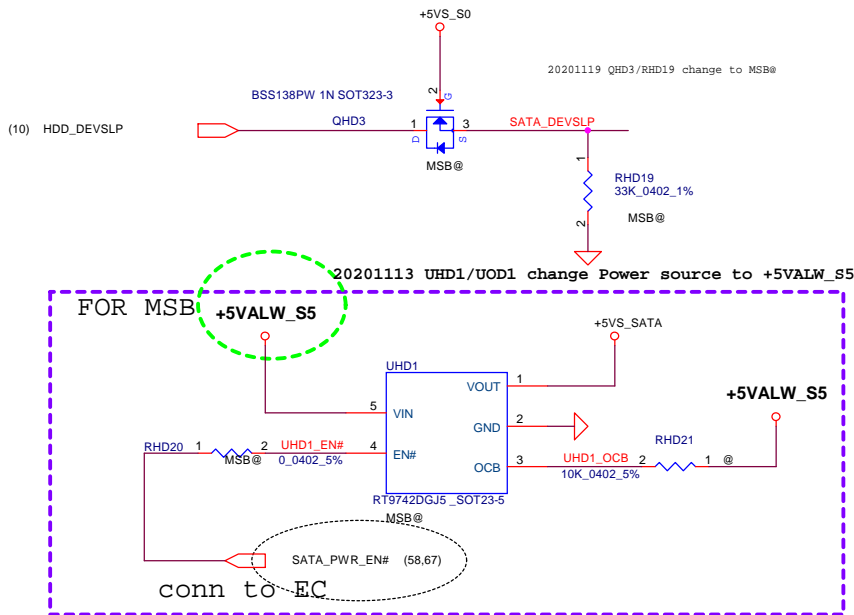 +5VS_S0
20201119 QHD3/RHD19 change to MSB@
BSS138PW 1N SOT323-3
2
G
(10) HDD_DEVSLP
QHD3
1
3
SATA_DEVSLP
D
S
MSB@
1
RHD19
33K_0402_1%
2
MSB@
20201113 UHD1/UOD1 change Power source to +5VALW_S5
FOR MSB
+5VALW_S5
+5VS_SATA
UHD1
VOUT
1
+5VALW_S5
5
VIN
GND
2
RHD20
1
2
UHD1_EN#
4
EN#
OCB
3
UHD1_OCB
2
RHD21
1
@
MSB@
0_0402_5%
10K_0402_5%
RT9742DGJ5 _SOT23-5
MSB@
SATA_PWR_EN# (58,67)
conn to EC